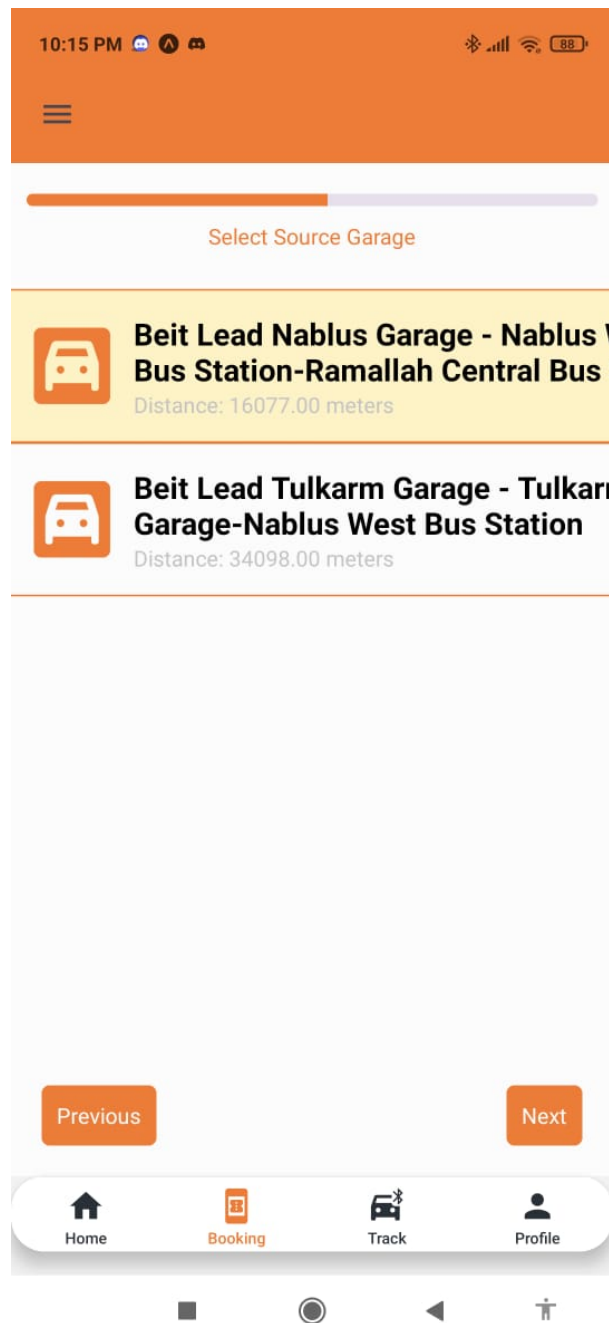 10:15 PM
88
Select Source Garage
Beit Lead Nablus Garage - Nablus
Bus Station-Ramallah Central Bus
Distance: 16077.00 meters
Beit Lead Tulkarm Garage - Tulkar
Garage-Nablus West Bus Station
Distance: 34098.00 meters
Previous
Next
Home
Booking
Track
Profile